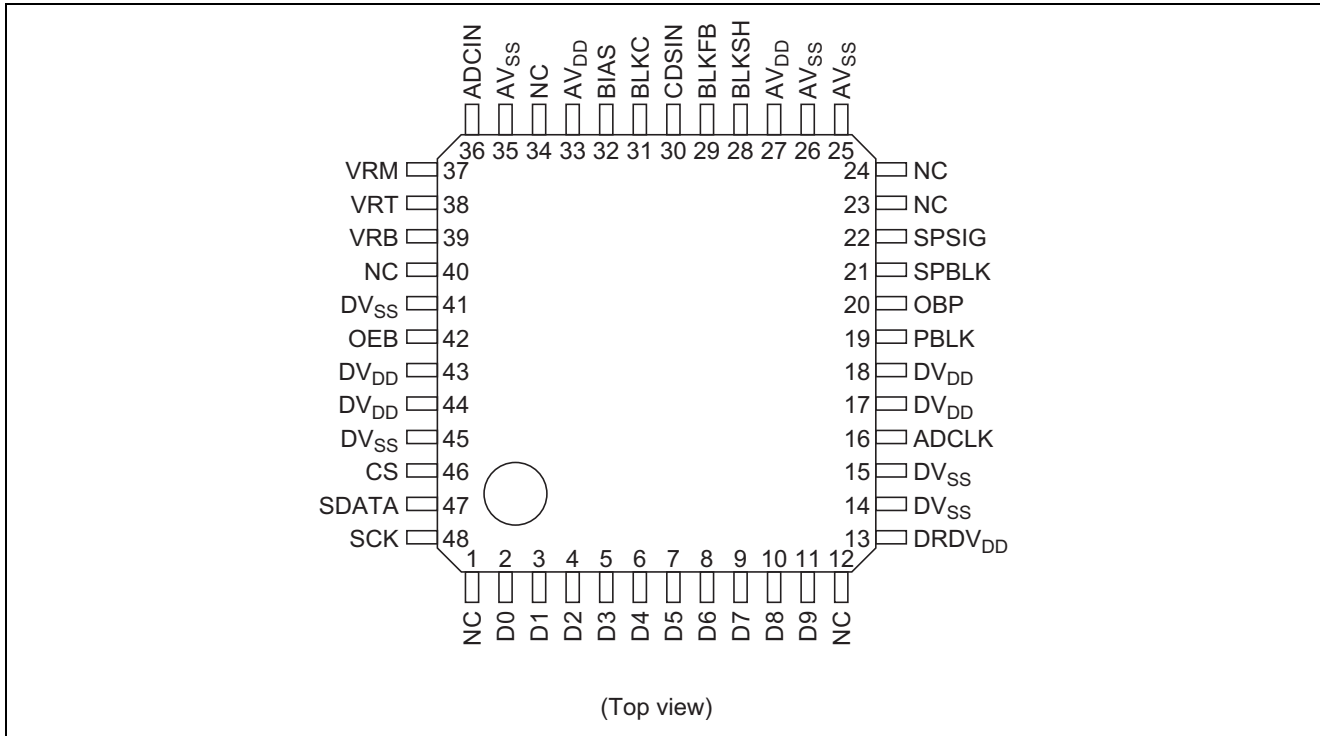 ADCIN AVSS NC AVDD BIAS BLKC CDSIN BLKFB BLKSH AVDD AVSS AVSS
36 35 34 33 32 31 30 29 28 27 26 25
VRM 37 24 NC
VRT 38 23 NC
VRB 39 22 SPSIG
NC 40 21 SPBLK
DVSS 41 20 OBP
OEB 42 19 PBLK
DVDD 43 18 DVDD
DVDD 44 17 DVDD
DVSS 45 16 ADCLK
CS 46 15 DVSS
SDATA 47 14 DVSS
SCK 48 13 DRDVDD
1 2 3 4 5 6 7 8 9 10 11 12
NC D0 D1 D2 D3 D4 D5 D6 D7 D8 D9 NC
(Top view)